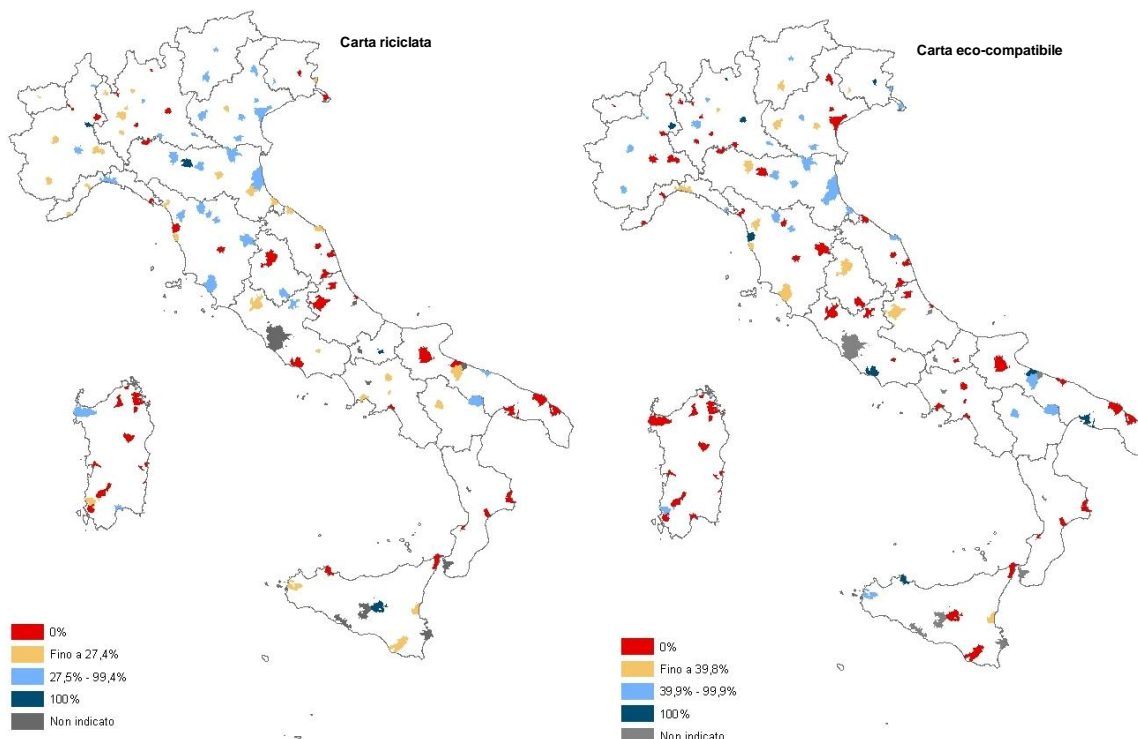 Carta riciclata
Carta eco-compatibile
0%
Fino a 27,4%
27,5% - 99,4%
100%
Non indicato
0%
Fino a 39,8%
39,9% - 99,9%
100%
Non indicato